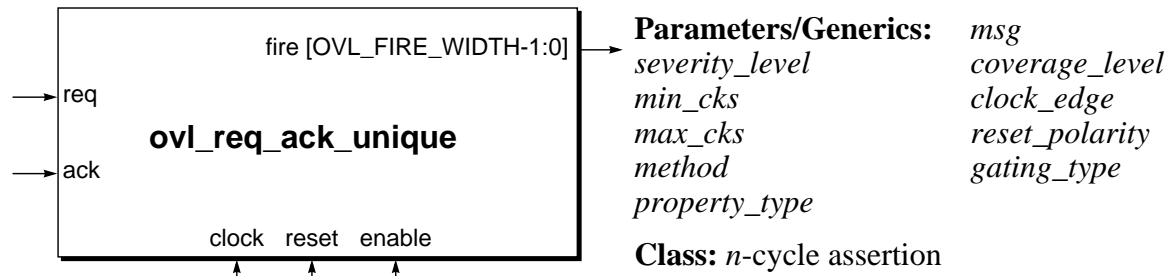 fire [OVL_FIRE_WIDTH-1:0]
req
ovl_req_ack_unique
ack
clock reset enable
Parameters/Generics: msg
severity_level coverage_level
min_cks clock_edge
max_cks reset_polarity
method gating_type
property_type
Class: n-cycle assertion